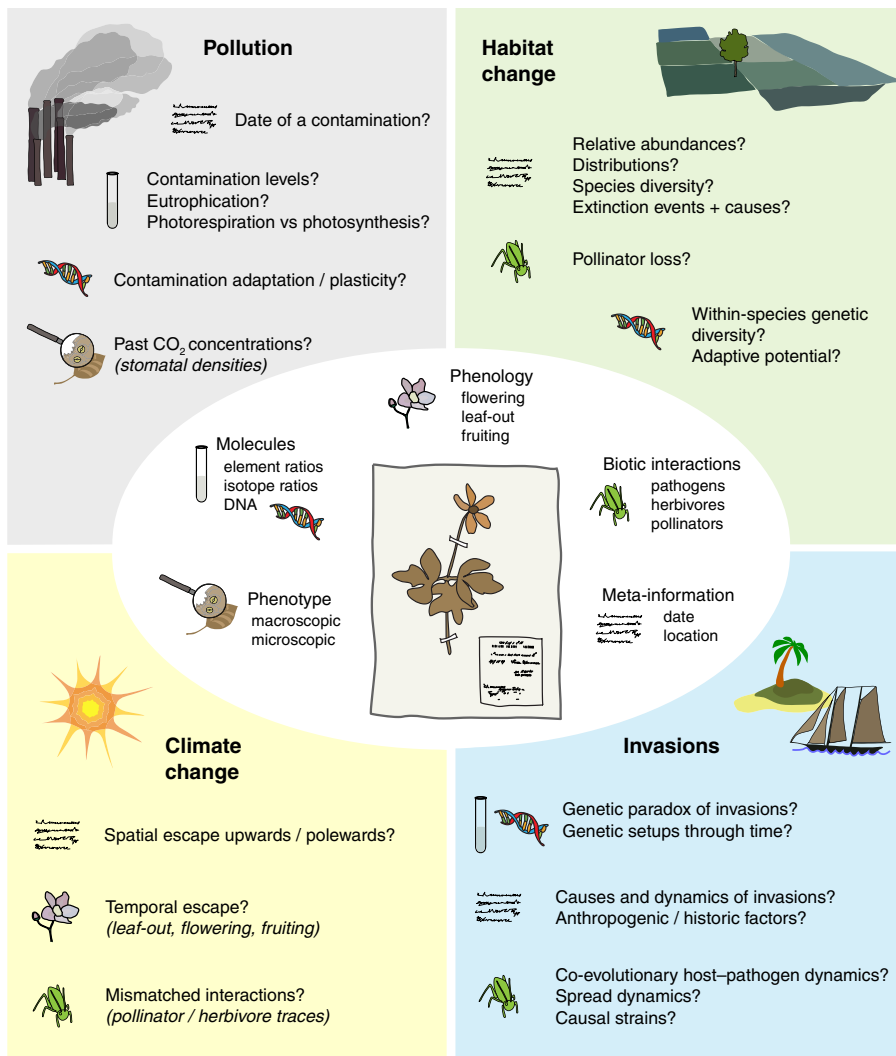 Pollution
Date of a contamination?
Contamination levels?
Eutrophication?
Photorespiration vs photosynthesis?
Contamination adaptation / plasticity?
Past CO₂ concentrations?
(stomatal densities)
Habitat
change
Relative abundances?
Distributions?
Species diversity?
Extinction events + causes?
Pollinator loss?
Within-species genetic
diversity?
Adaptive potential?
Phenology
flowering
leaf-out
fruiting
Molecules
element ratios
isotope ratios
DNA
Biotic interactions
pathogens
herbivores
pollinators
Phenotype
macroscopic
microscopic
Meta-information
date
location
Climate
change
Spatial escape upwards / polewards?
Temporal escape?
(leaf-out, flowering, fruiting)
Mismatched interactions?
(pollinator / herbivore traces)
Invasions
Genetic paradox of invasions?
Genetic setups through time?
Causes and dynamics of invasions?
Anthropogenic / historic factors?
Co-evolutionary host–pathogen dynamics?
Spread dynamics?
Causal strains?